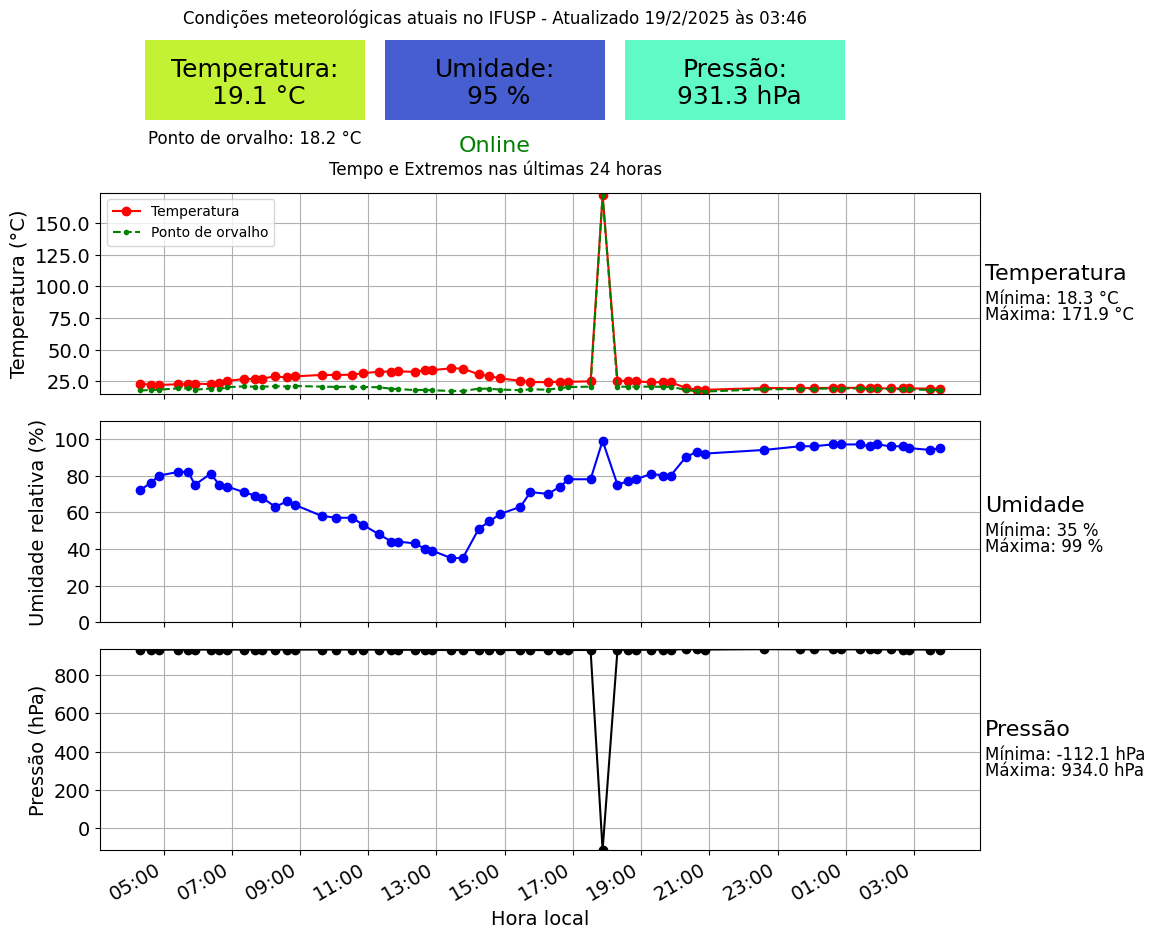 Condições meteorológicas atuais no IFUSP - Atualizado 19/2/2025 às 03:46
Temperatura:
19.1 °C
Umidade:
95 %
Pressão:
931.3 hPa
Ponto de orvalho: 18.2 °C
Online
Tempo e Extremos nas últimas 24 horas
Temperatura (°C)
150.0
125.0
100.0
75.0
50.0
25.0
Temperatura
Ponto de orvalho
Temperatura
Mínima: 18.3 °C
Máxima: 171.9 °C
Umidade relativa (%)
100
80
60
40
20
0
Umidade
Mínima: 35 %
Máxima: 99 %
Pressão (hPa)
800
600
400
200
0
Pressão
Mínima: -112.1 hPa
Máxima: 934.0 hPa
05:00 07:00 09:00 11:00 13:00 15:00 17:00 19:00 21:00 23:00 01:00 03:00
Hora local